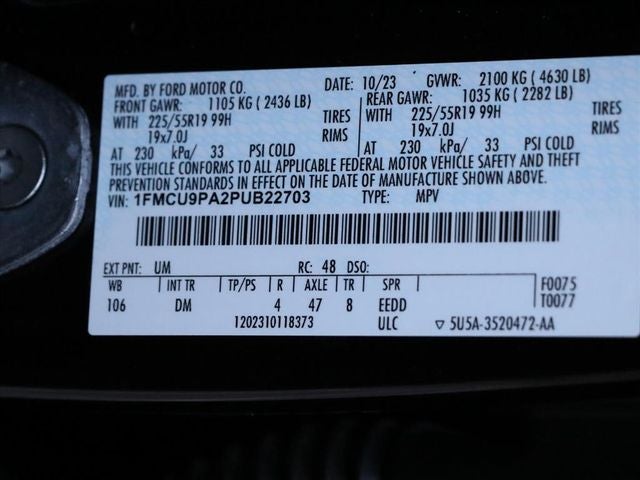 MFD. BY FORD MOTOR CO. DATE: 10/23 GVWR: 2100 KG ( 4630 LB)
FRONT GAWR: 1105 KG ( 2436 LB) REAR GAWR: 1035 KG ( 2282 LB)
WITH 225/55R19 99H TIRES WITH 225/55R19 99H TIRES
19x7.0J RIMS 19x7.0J RIMS
AT 230 kPa/ 33 PSI COLD AT 230 kPa/ 33 PSI COLD
THIS VEHICLE CONFORMS TO ALL APPLICABLE FEDERAL MOTOR VEHICLE SAFETY AND THEFT
PREVENTION STANDARDS IN EFFECT ON THE DATE OF MANUFACTURE SHOWN ABOVE.
VIN: 1FMCU9PA2PUB22703 TYPE: MPV
EXT PNT: UM RC: 48 DSO:
WB INT TR TP/PS R AXLE TR SPR F0075
106 DM 4 47 8 EEDD T0077
1202310118373 ULC ▽ 5U5A-3520472-AA